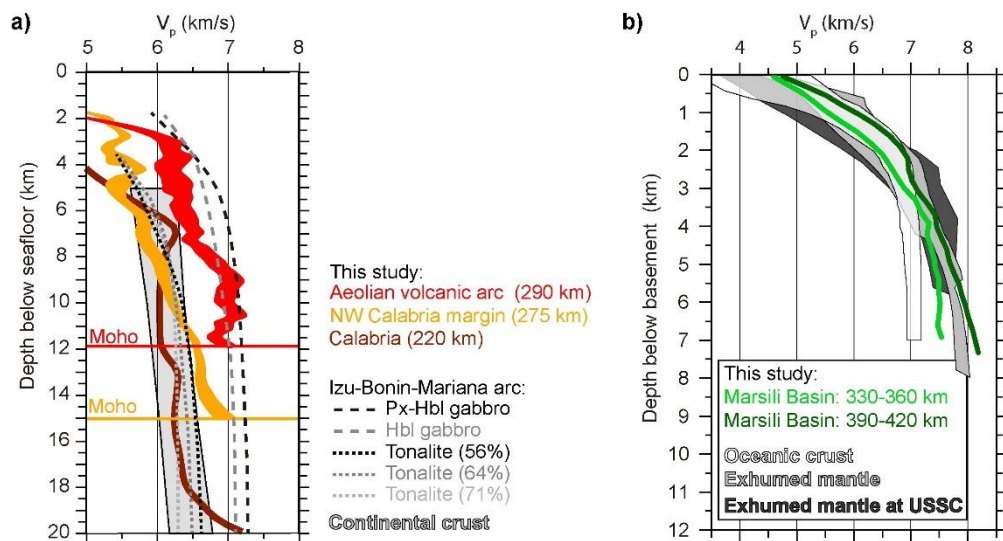 a)
Vp (km/s)
5 6 7 8
Depth below seafloor (km)
0
2
4
6
8
10
12
14
16
18
20
Moho
Moho
This study:
Aeolian volcanic arc (290 km)
NW Calabria margin (275 km)
Calabria (220 km)
Izu-Bonin-Mariana arc:
Px-Hbl gabbro
Hbl gabbro
Tonalite (56%)
Tonalite (64%)
Tonalite (71%)
Continental crust
b)
Vp (km/s)
4 5 6 7 8
Depth below basement (km)
0
1
2
3
4
5
6
7
8
9
10
11
12
This study:
Marsili Basin: 330-360 km
Marsili Basin: 390-420 km
Oceanic crust
Exhumed mantle
Exhumed mantle at USSC